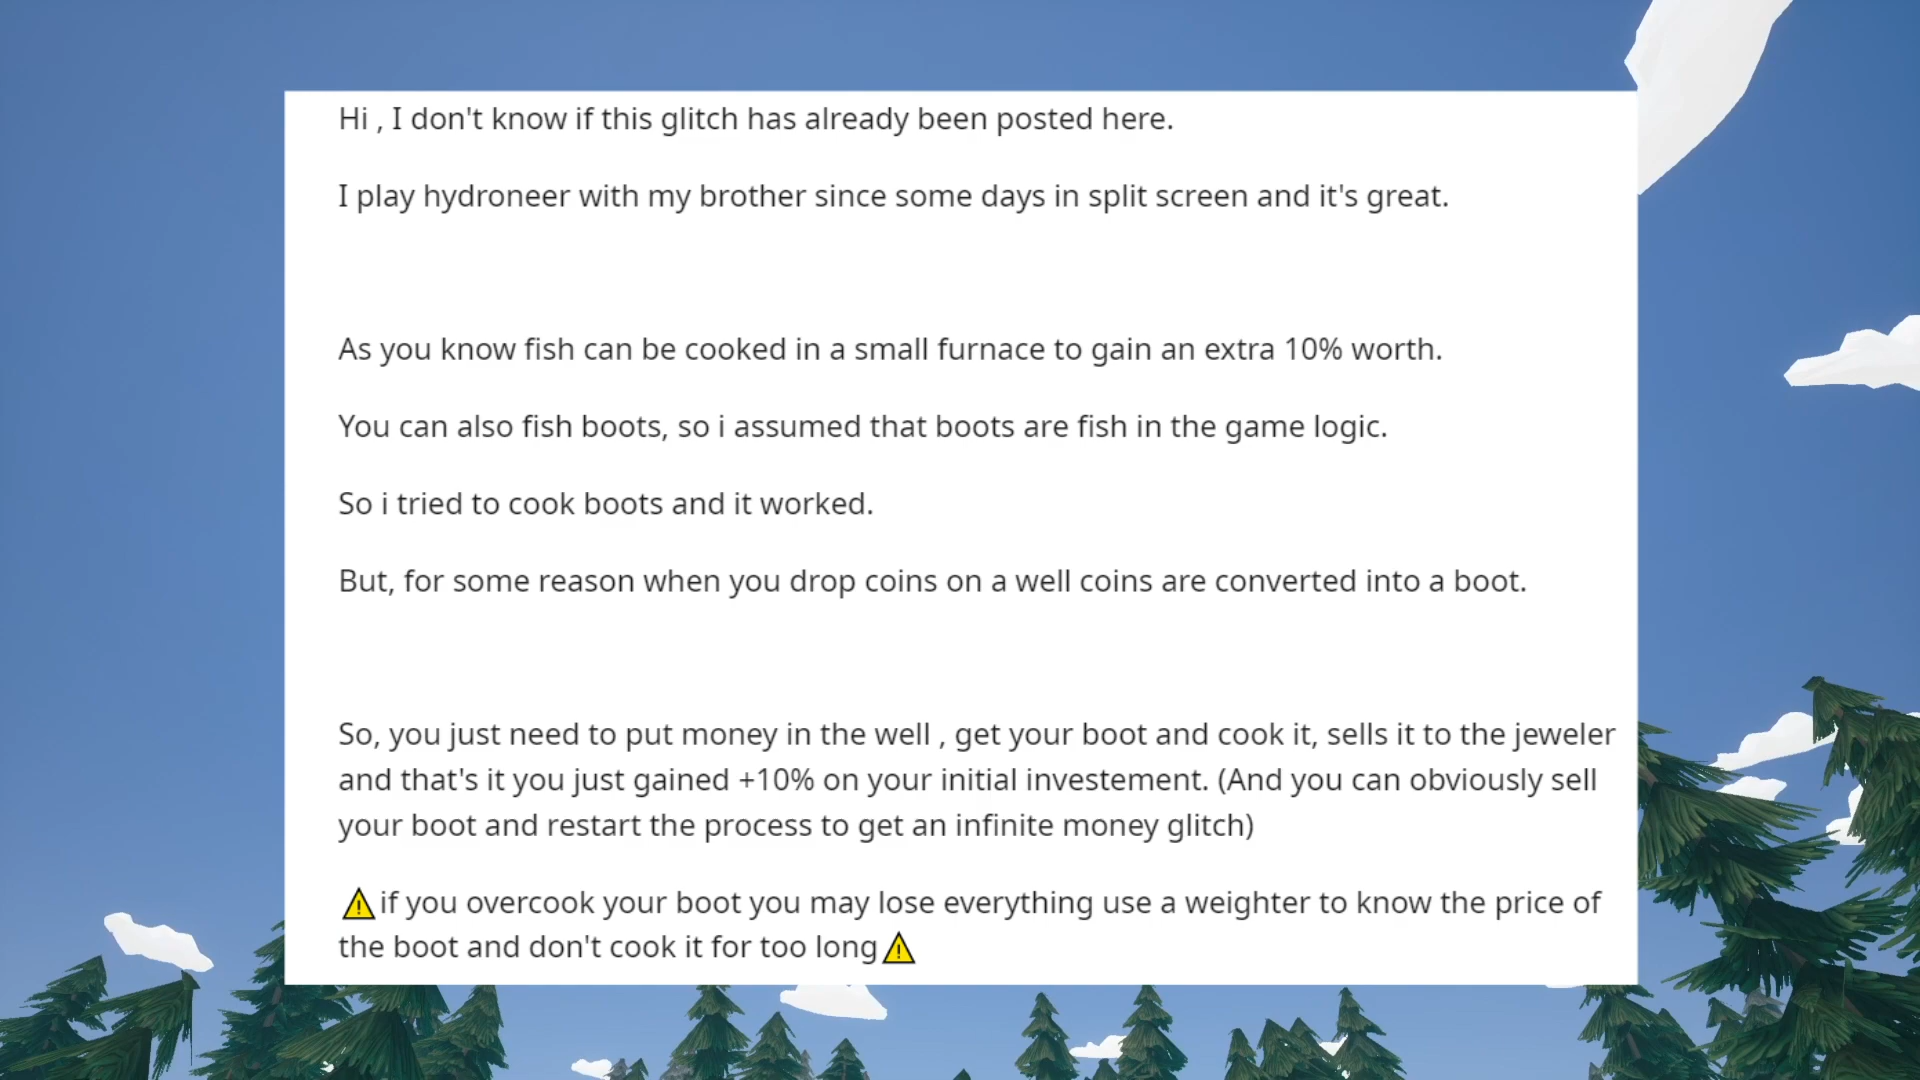 Hi , I don't know if this glitch has already been posted here.
I play hydroneer with my brother since some days in split screen and it's great.
As you know fish can be cooked in a small furnace to gain an extra 10% worth.
You can also fish boots, so i assumed that boots are fish in the game logic.
So i tried to cook boots and it worked.
But, for some reason when you drop coins on a well coins are converted into a boot.
So, you just need to put money in the well , get your boot and cook it, sells it to the jeweler
and that's it you just gained +10% on your initial investement. (And you can obviously sell
your boot and restart the process to get an infinite money glitch)
⚠️if you overcook your boot you may lose everything use a weighter to know the price of
the boot and don't cook it for too long⚠️